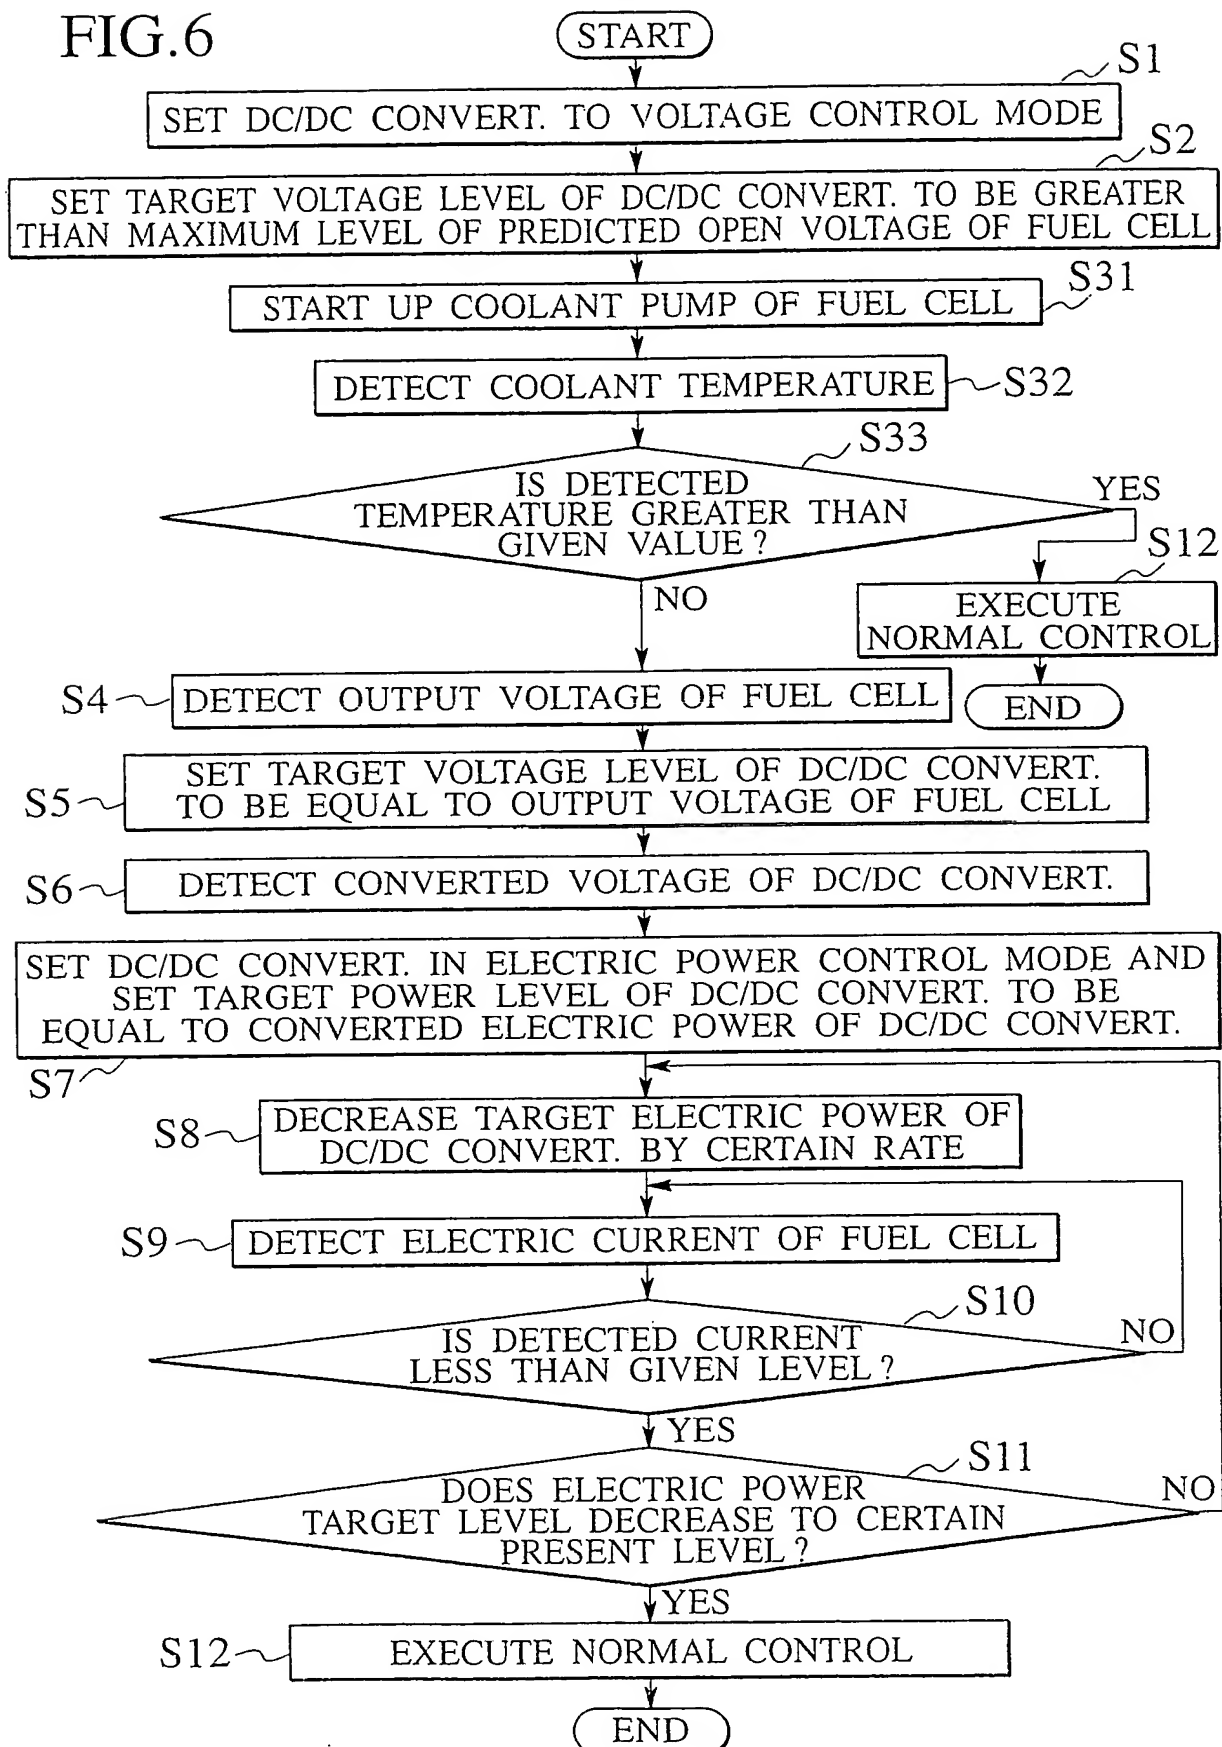 FIG.6
START
S1
SET DC/DC CONVERT. TO VOLTAGE CONTROL MODE
S2
SET TARGET VOLTAGE LEVEL OF DC/DC CONVERT. TO BE GREATER
THAN MAXIMUM LEVEL OF PREDICTED OPEN VOLTAGE OF FUEL CELL
S31
START UP COOLANT PUMP OF FUEL CELL
DETECT COOLANT TEMPERATURE
S32
S33
IS DETECTED
TEMPERATURE GREATER THAN
GIVEN VALUE?
YES
S12
EXECUTE
NORMAL CONTROL
END
NO
S4
DETECT OUTPUT VOLTAGE OF FUEL CELL
S5
SET TARGET VOLTAGE LEVEL OF DC/DC CONVERT.
TO BE EQUAL TO OUTPUT VOLTAGE OF FUEL CELL
S6
DETECT CONVERTED VOLTAGE OF DC/DC CONVERT.
SET DC/DC CONVERT. IN ELECTRIC POWER CONTROL MODE AND
SET TARGET POWER LEVEL OF DC/DC CONVERT. TO BE
EQUAL TO CONVERTED ELECTRIC POWER OF DC/DC CONVERT.
S7
S8
DECREASE TARGET ELECTRIC POWER OF
DC/DC CONVERT. BY CERTAIN RATE
S9
DETECT ELECTRIC CURRENT OF FUEL CELL
S10
IS DETECTED CURRENT
LESS THAN GIVEN LEVEL?
NO
YES
S11
DOES ELECTRIC POWER
TARGET LEVEL DECREASE TO CERTAIN
PRESENT LEVEL?
NO
YES
S12
EXECUTE NORMAL CONTROL
END